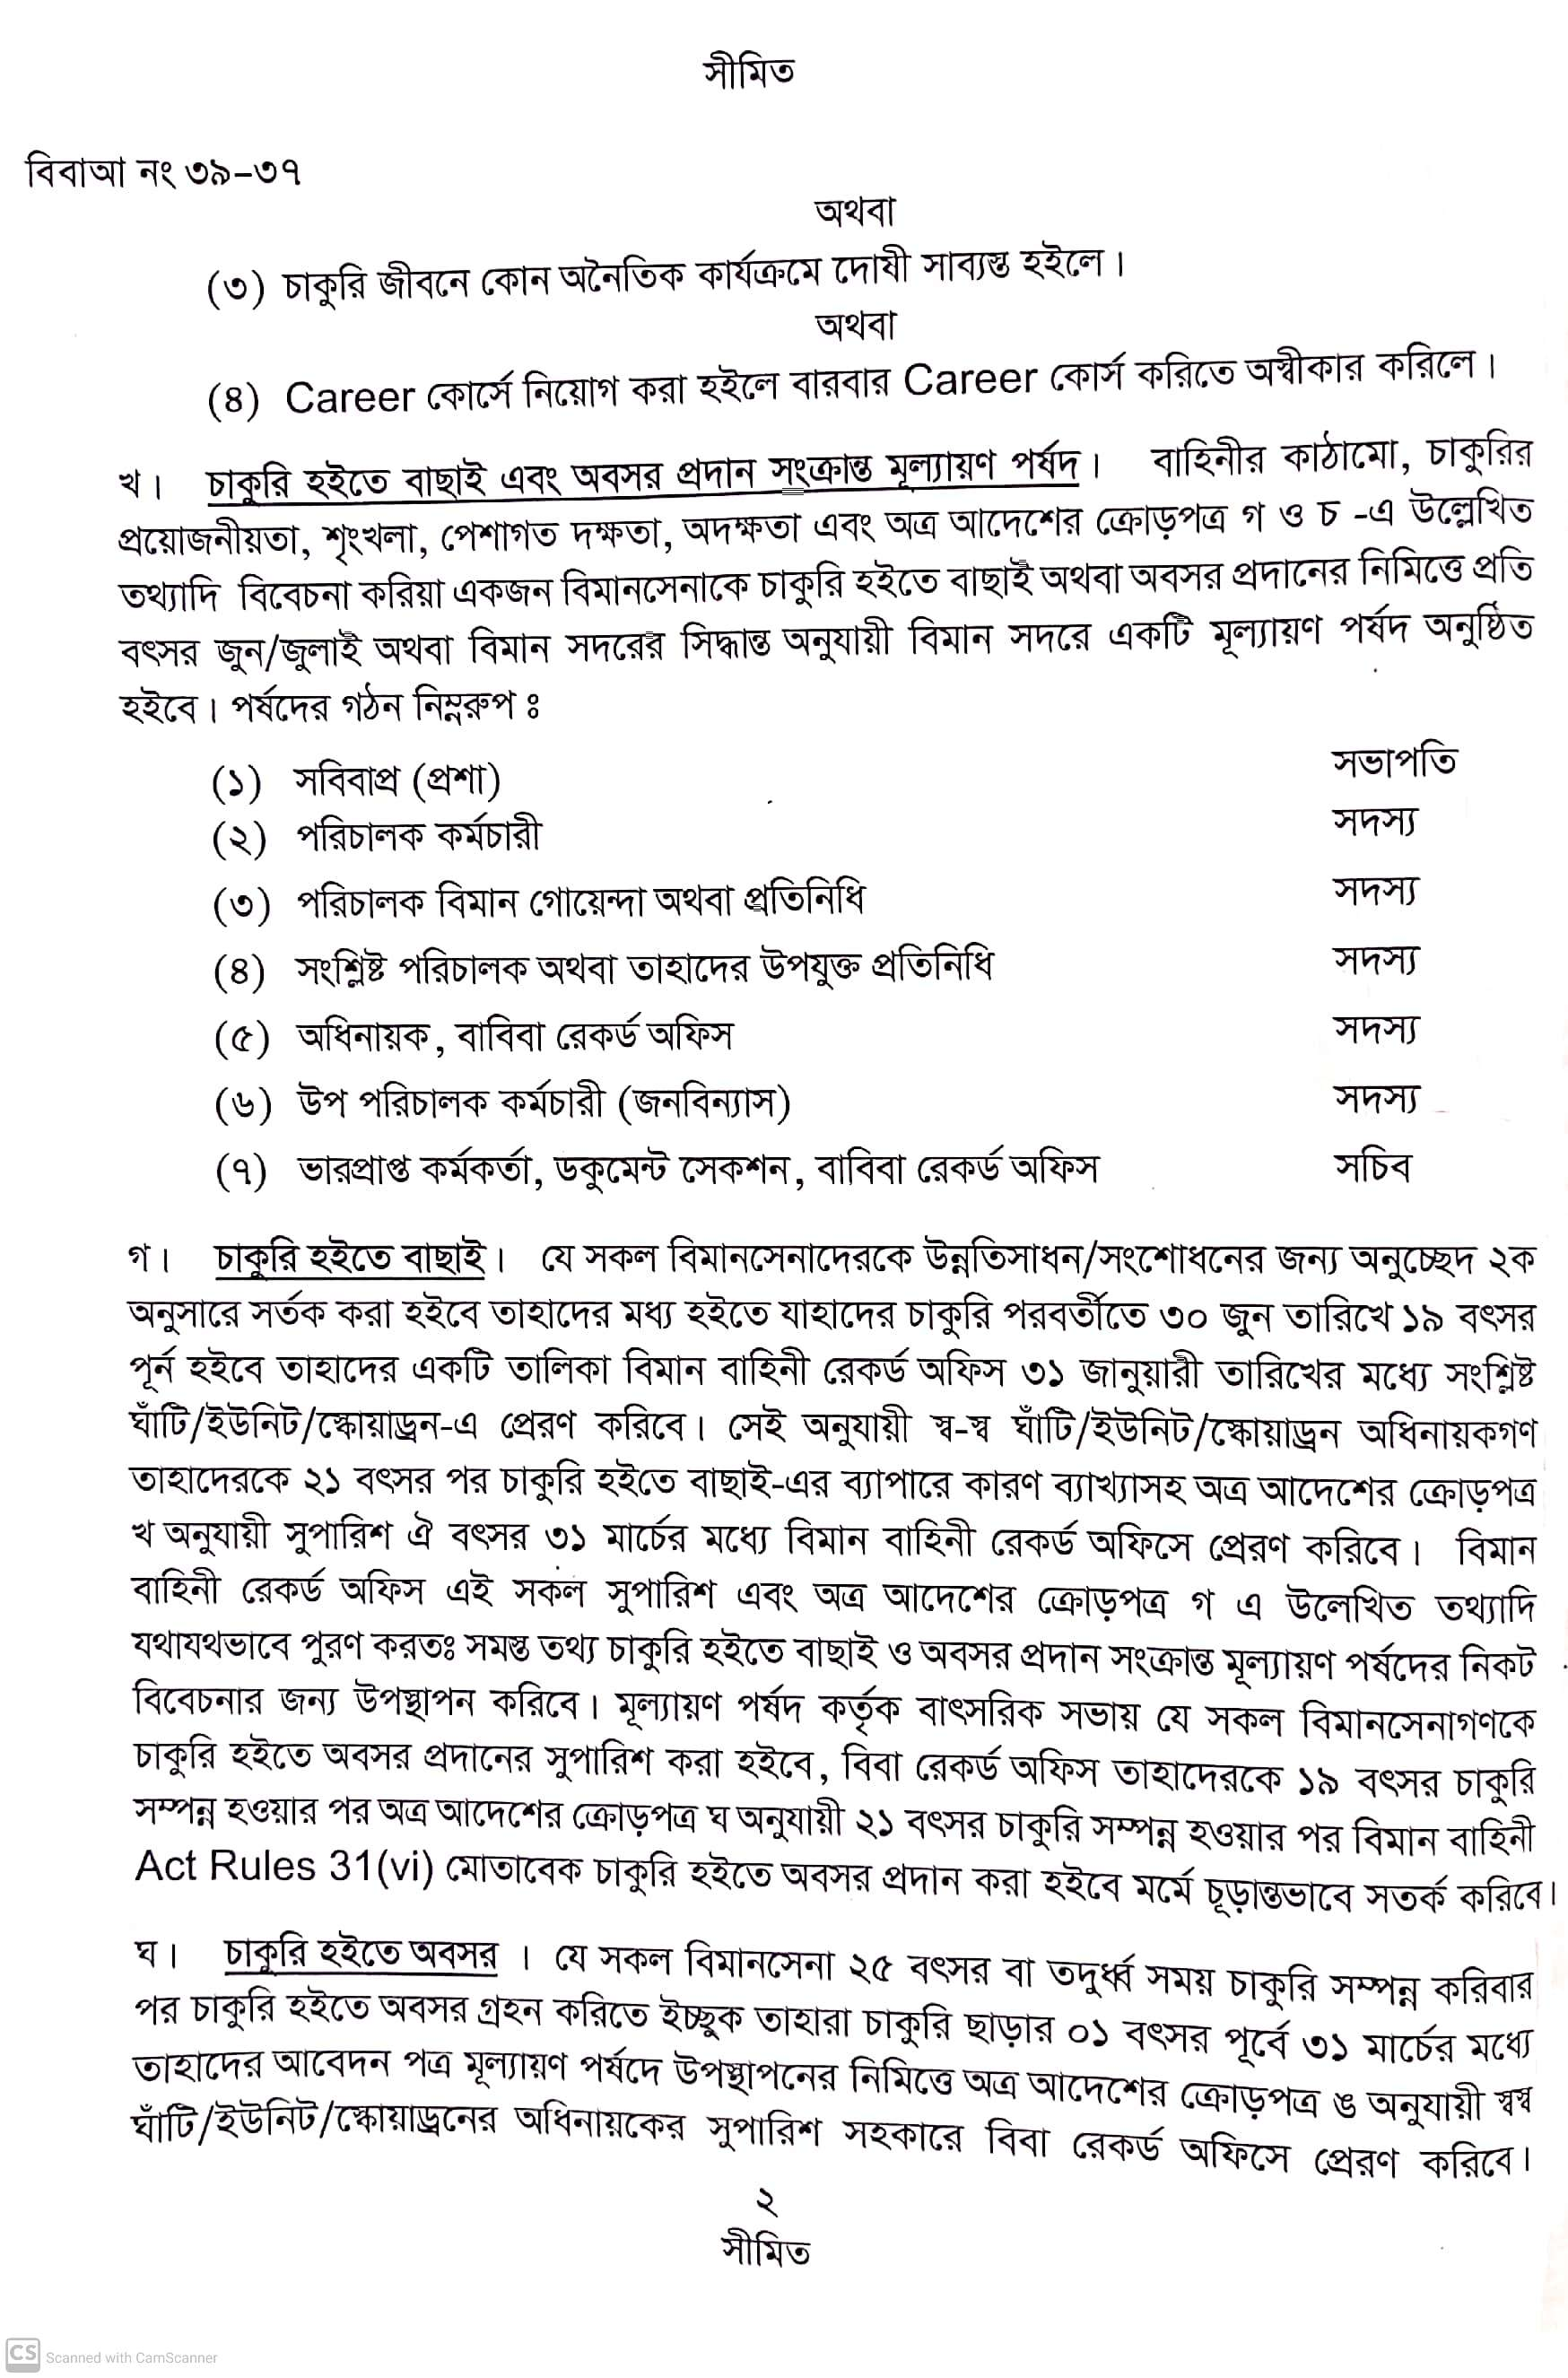 সীমিত
বিবাআ নং ৩৯–৩৭
অথবা
(৩) চাকুরি জীবনে কোন অনৈতিক কার্যক্রমে দোষী সাব্যস্ত হইলে।
অথবা
(৪) Career কোর্সে নিয়োগ করা হইলে বারবার Career কোর্স করিতে অস্বীকার করিলে।
খ। চাকুরি হইতে বাছাই এবং অবসর প্রদান সংক্রান্ত মূল্যায়ণ পর্ষদ। বাহিনীর কাঠামো, চাকুরির
প্রয়োজনীয়তা, শৃংখলা, পেশাগত দক্ষতা, অদক্ষতা এবং অত্র আদেশের ক্রোড়পত্র গ ও চ -এ উল্লেখিত
তথ্যাদি বিবেচনা করিয়া একজন বিমানসেনাকে চাকুরি হইতে বাছাই অথবা অবসর প্রদানের নিমিত্তে প্রতি
বৎসর জুন/জুলাই অথবা বিমান সদরের সিদ্ধান্ত অনুযায়ী বিমান সদরে একটি মূল্যায়ণ পর্ষদ অনুষ্ঠিত
হইবে। পর্ষদের গঠন নিম্নরুপ ঃ
(১) সবিবাপ্র (প্রশা) সভাপতি
(২) পরিচালক কর্মচারী সদস্য
(৩) পরিচালক বিমান গোয়েন্দা অথবা প্রতিনিধি সদস্য
(৪) সংশ্লিষ্ট পরিচালক অথবা তাহাদের উপযুক্ত প্রতিনিধি সদস্য
(৫) অধিনায়ক, বাবিবা রেকর্ড অফিস সদস্য
(৬) উপ পরিচালক কর্মচারী (জনবিন্যাস) সদস্য
(৭) ভারপ্রাপ্ত কর্মকর্তা, ডকুমেন্ট সেকশন, বাবিবা রেকর্ড অফিস সচিব
গ। চাকুরি হইতে বাছাই। যে সকল বিমানসেনাদেরকে উন্নতিসাধন/সংশোধনের জন্য অনুচ্ছেদ ২ক
অনুসারে সর্তক করা হইবে তাহাদের মধ্য হইতে যাহাদের চাকুরি পরবর্তীতে ৩০ জুন তারিখে ১৯ বৎসর
পূর্ন হইবে তাহাদের একটি তালিকা বিমান বাহিনী রেকর্ড অফিস ৩১ জানুয়ারী তারিখের মধ্যে সংশ্লিষ্ট
ঘাঁটি/ইউনিট/স্কোয়াড্রন-এ প্রেরণ করিবে। সেই অনুযায়ী স্ব-স্ব ঘাঁটি/ইউনিট/স্কোয়াড্রন অধিনায়কগণ
তাহাদেরকে ২১ বৎসর পর চাকুরি হইতে বাছাই-এর ব্যাপারে কারণ ব্যাখ্যাসহ অত্র আদেশের ক্রোড়পত্র
খ অনুযায়ী সুপারিশ ঐ বৎসর ৩১ মার্চের মধ্যে বিমান বাহিনী রেকর্ড অফিসে প্রেরণ করিবে। বিমান
বাহিনী রেকর্ড অফিস এই সকল সুপারিশ এবং অত্র আদেশের ক্রোড়পত্র গ এ উলেখিত তথ্যাদি
যথাযথভাবে পুরণ করতঃ সমস্ত তথ্য চাকুরি হইতে বাছাই ও অবসর প্রদান সংক্রান্ত মূল্যায়ণ পর্ষদের নিকট
বিবেচনার জন্য উপস্থাপন করিবে। মূল্যায়ণ পর্ষদ কর্তৃক বাৎসরিক সভায় যে সকল বিমানসেনাগণকে
চাকুরি হইতে অবসর প্রদানের সুপারিশ করা হইবে, বিবা রেকর্ড অফিস তাহাদেরকে ১৯ বৎসর চাকুরি
সম্পন্ন হওয়ার পর অত্র আদেশের ক্রোড়পত্র ঘ অনুযায়ী ২১ বৎসর চাকুরি সম্পন্ন হওয়ার পর বিমান বাহিনী
Act Rules 31(vi) মোতাবেক চাকুরি হইতে অবসর প্রদান করা হইবে মর্মে চূড়ান্তভাবে সতর্ক করিবে।
ঘ। চাকুরি হইতে অবসর । যে সকল বিমানসেনা ২৫ বৎসর বা তদুর্ধ্ব সময় চাকুরি সম্পন্ন করিবার
পর চাকুরি হইতে অবসর গ্রহন করিতে ইচ্ছুক তাহারা চাকুরি ছাড়ার ০১ বৎসর পূর্বে ৩১ মার্চের মধ্যে
তাহাদের আবেদন পত্র মূল্যায়ণ পর্ষদে উপস্থাপনের নিমিত্তে অত্র আদেশের ক্রোড়পত্র ঙ অনুযায়ী স্বস্ব
ঘাঁটি/ইউনিট/স্কোয়াড্রনের অধিনায়কের সুপারিশ সহকারে বিবা রেকর্ড অফিসে প্রেরণ করিবে।
২
সীমিত
CS Scanned with CamScanner